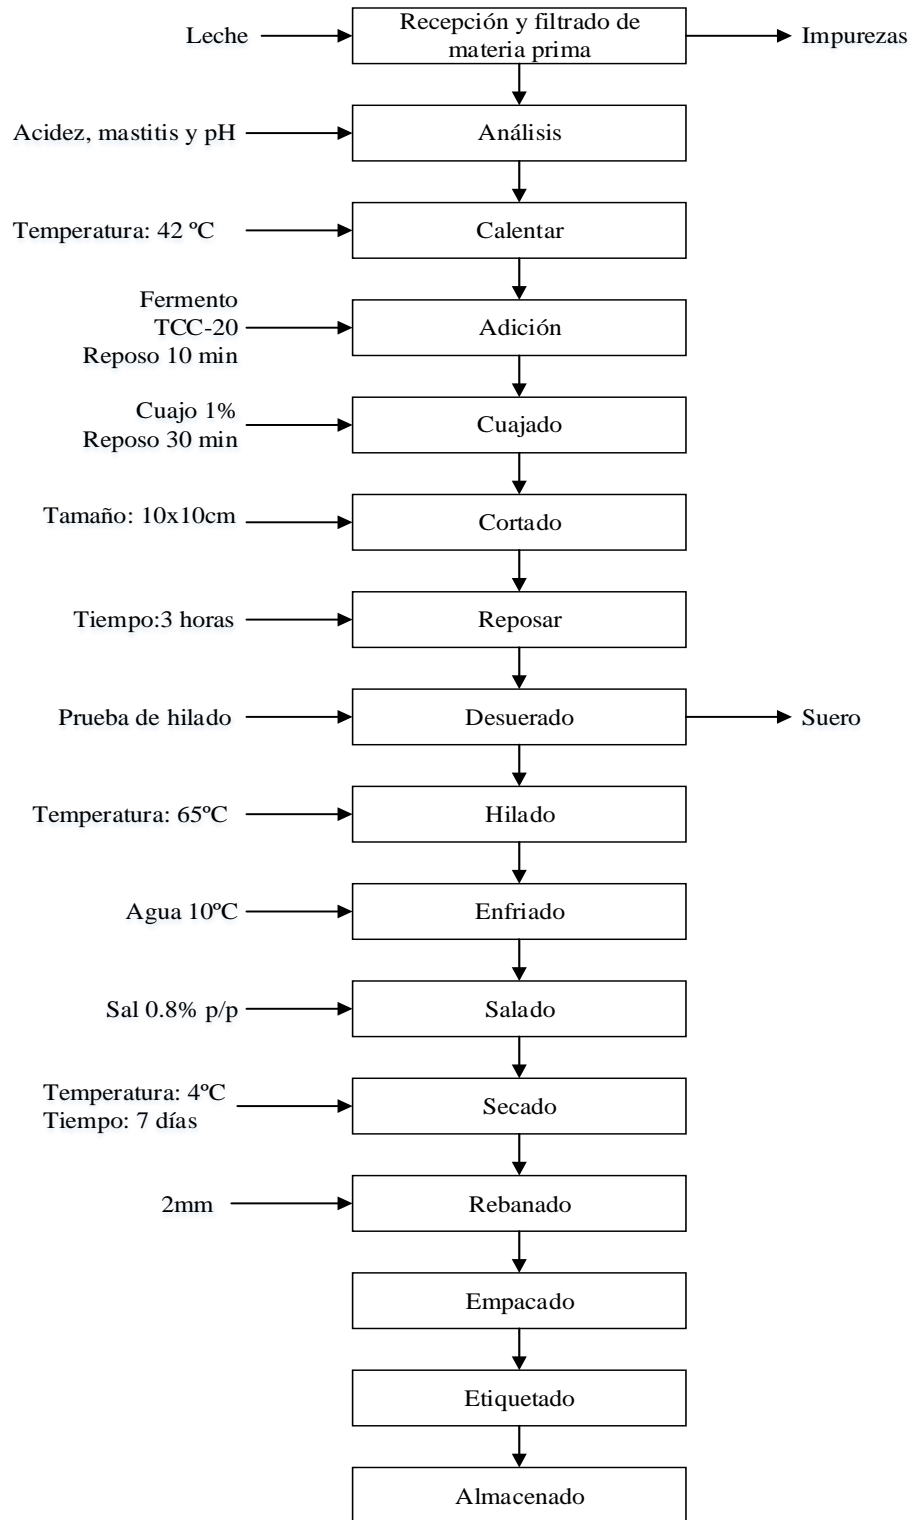 Leche
Recepción y filtrado de
materia prima
Impurezas
Acidez, mastitis y pH
Análisis
Temperatura: 42 ºC
Calentar
Fermento
TCC-20
Reposo 10 min
Adición
Cuajo 1%
Reposo 30 min
Cuajado
Tamaño: 10x10cm
Cortado
Tiempo:3 horas
Reposar
Prueba de hilado
Desuerado
Suero
Temperatura: 65ºC
Hilado
Agua 10ºC
Enfriado
Sal 0.8% p/p
Salado
Temperatura: 4ºC
Tiempo: 7 días
Secado
2mm
Rebanado
Empacado
Etiquetado
Almacenado